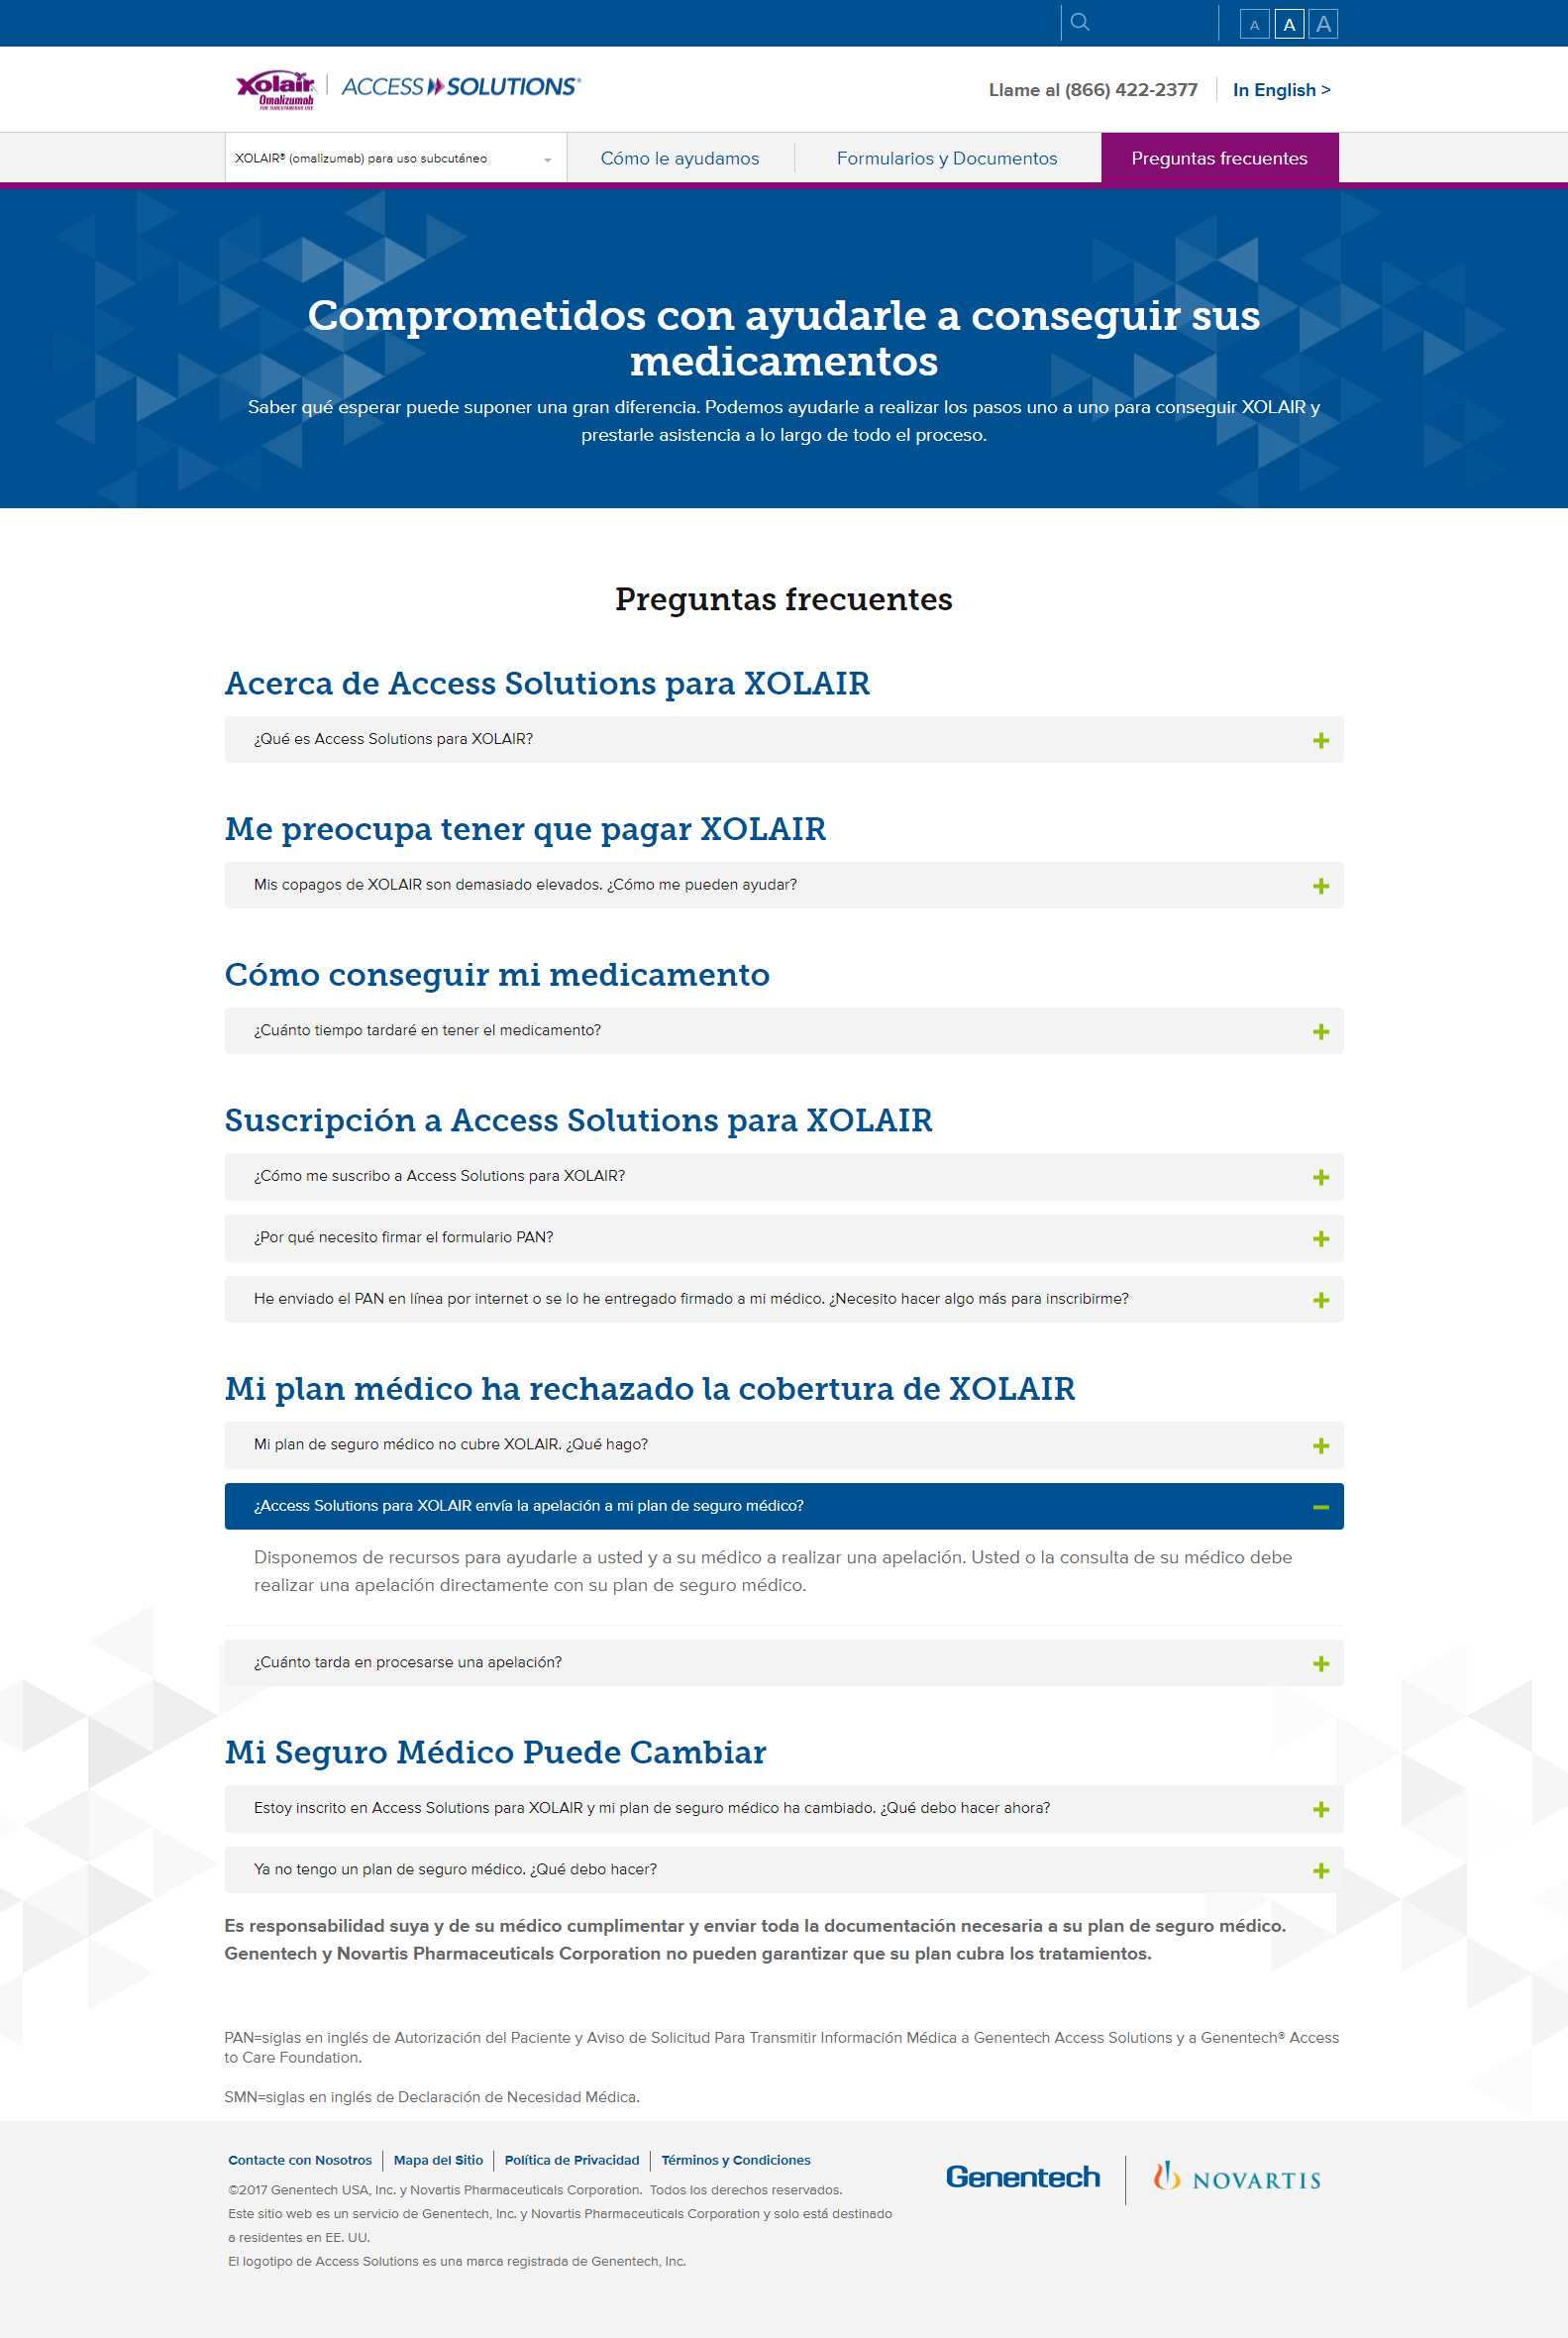 A A A
Xolair
Omalizumab
FOR SUBCUTANEOUS USE
ACCESS SOLUTIONS®
Llame al (866) 422-2377
In English >
XOLAIR® (omalizumab) para uso subcutáneo
Cómo le ayudamos
Formularios y Documentos
Preguntas frecuentes
Comprometidos con ayudarle a conseguir sus
medicamentos
Saber qué esperar puede suponer una gran diferencia. Podemos ayudarle a realizar los pasos uno a uno para conseguir XOLAIR y
prestarle asistencia a lo largo de todo el proceso.
Preguntas frecuentes
Acerca de Access Solutions para XOLAIR
¿Qué es Access Solutions para XOLAIR?
Me preocupa tener que pagar XOLAIR
Mis copagos de XOLAIR son demasiado elevados. ¿Cómo me pueden ayudar?
Cómo conseguir mi medicamento
¿Cuánto tiempo tardaré en tener el medicamento?
Suscripción a Access Solutions para XOLAIR
¿Cómo me suscribo a Access Solutions para XOLAIR?
¿Por qué necesito firmar el formulario PAN?
He enviado el PAN en línea por internet o se lo he entregado firmado a mi médico. ¿Necesito hacer algo más para inscribirme?
Mi plan médico ha rechazado la cobertura de XOLAIR
Mi plan de seguro médico no cubre XOLAIR. ¿Qué hago?
¿Access Solutions para XOLAIR envía la apelación a mi plan de seguro médico?
Disponemos de recursos para ayudarle a usted y a su médico a realizar una apelación. Usted o la consulta de su médico debe
realizar una apelación directamente con su plan de seguro médico.
¿Cuánto tarda en procesarse una apelación?
Mi Seguro Médico Puede Cambiar
Estoy inscrito en Access Solutions para XOLAIR y mi plan de seguro médico ha cambiado. ¿Qué debo hacer ahora?
Ya no tengo un plan de seguro médico. ¿Qué debo hacer?
Es responsabilidad suya y de su médico cumplimentar y enviar toda la documentación necesaria a su plan de seguro médico.
Genentech y Novartis Pharmaceuticals Corporation no pueden garantizar que su plan cubra los tratamientos.
PAN=siglas en inglés de Autorización del Paciente y Aviso de Solicitud Para Transmitir Información Médica a Genentech Access Solutions y a Genentech® Access
to Care Foundation.
SMN=siglas en inglés de Declaración de Necesidad Médica.
Contacte con Nosotros
Mapa del Sitio
Política de Privacidad
Términos y Condiciones
Genentech
NOVARTIS
©2017 Genentech USA, Inc. y Novartis Pharmaceuticals Corporation. Todos los derechos reservados.
Este sitio web es un servicio de Genentech, Inc. y Novartis Pharmaceuticals Corporation y solo está destinado
a residentes en EE. UU.
El logotipo de Access Solutions es una marca registrada de Genentech, Inc.